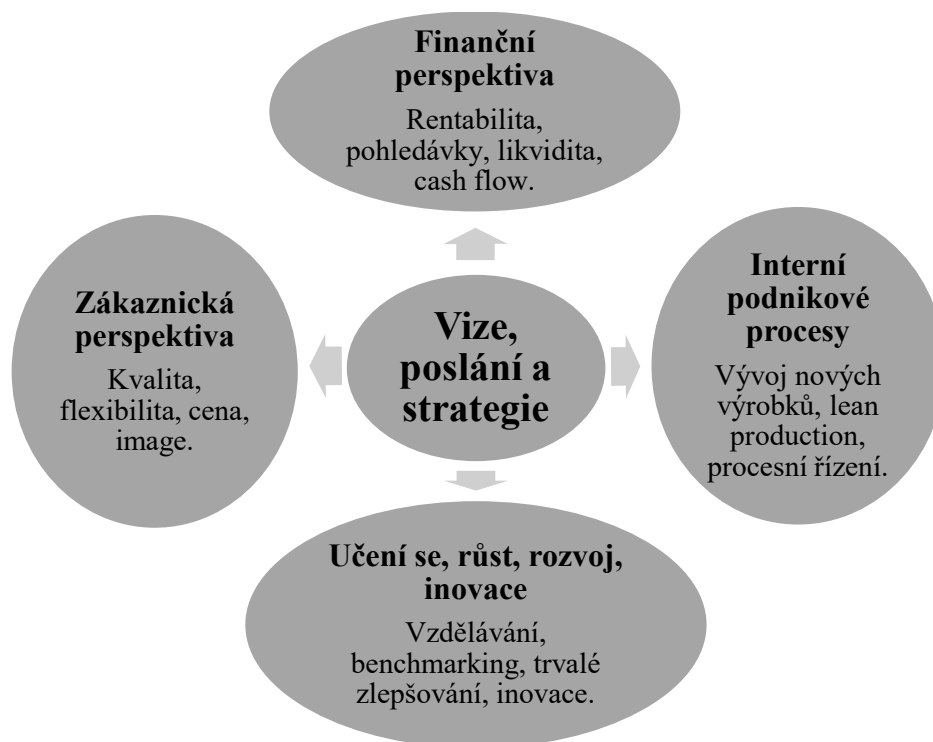 Finanční
perspektiva
Rentabilita,
pohledávky, likvidita,
cash flow.
Zákaznická
perspektiva
Kvalita,
flexibilita, cena,
image.
Vize,
poslání a
strategie
Interní
podnikové
procesy
Vývoj nových
výrobků, lean
production,
procesní řízení.
Učení se, růst, rozvoj,
inovace
Vzdělávání,
benchmarking, trvalé
zlepšování, inovace.